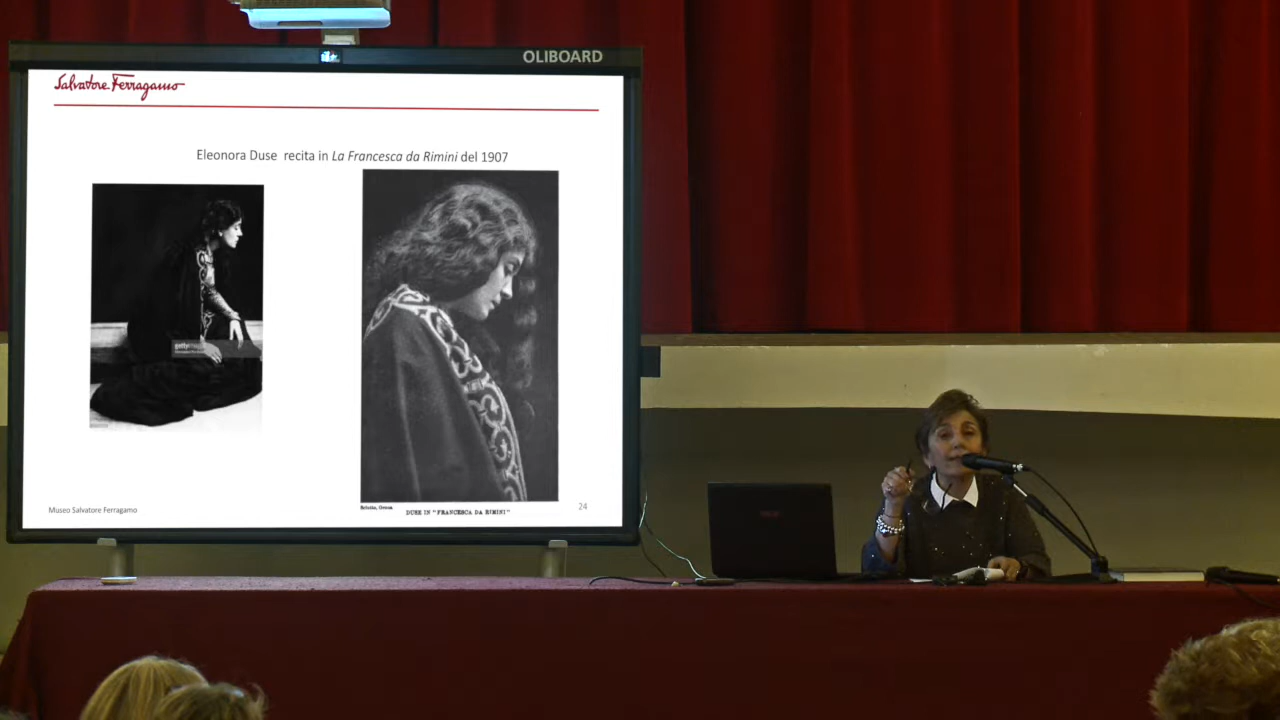 OLIBOARD
Salvatore Ferragamo
Eleonora Duse recita in La Francesca da Rimini del 1907
gettyimages
DUSE IN "FRANCESCA DA RIMINI"
Museo Salvatore Ferragamo
24